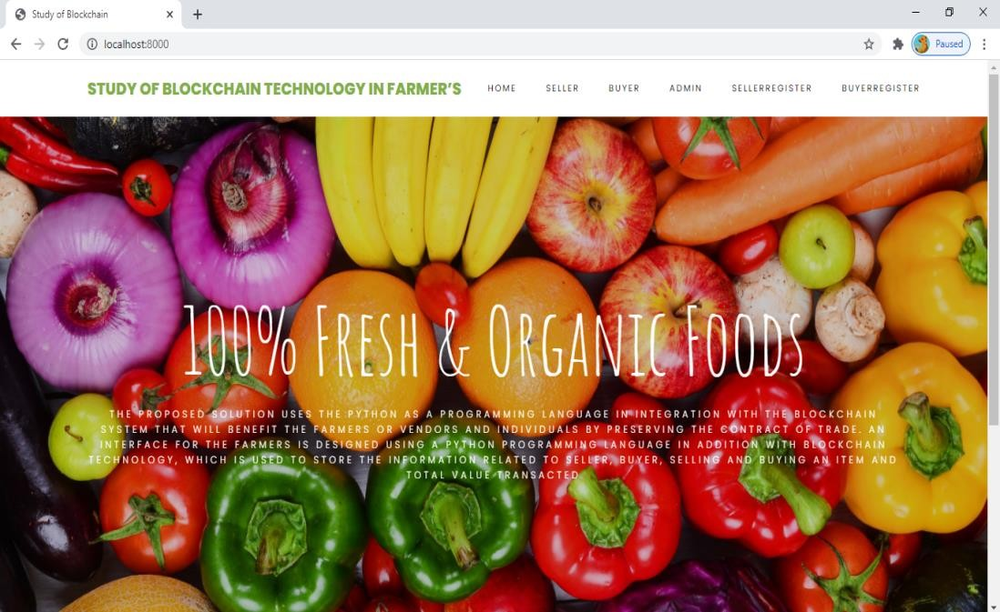 Study of Blockchain
localhost:8000
Paused
STUDY OF BLOCKCHAIN TECHNOLOGY IN FARMER'S
HOME SELLER BUYER ADMIN SELLERREGISTER BUYERREGISTER
100% FRESH & ORGANIC FOODS
THE PROPOSED SOLUTION USES THE PYTHON AS A PROGRAMMING LANGUAGE IN INTEGRATION WITH THE BLOCKCHAIN
SYSTEM THAT WILL BENEFIT THE FARMERS OR VENDORS AND INDIVIDUALS BY PRESERVING THE CONTRACT OF TRADE. AN
INTERFACE FOR THE FARMERS IS DESIGNED USING A PYTHON PROGRAMMING LANGUAGE IN ADDITION WITH BLOCKCHAIN
TECHNOLOGY, WHICH IS USED TO STORE THE INFORMATION RELATED TO SELLER, BUYER, SELLING AND BUYING AN ITEM AND
TOTAL VALUE TRANSACTED